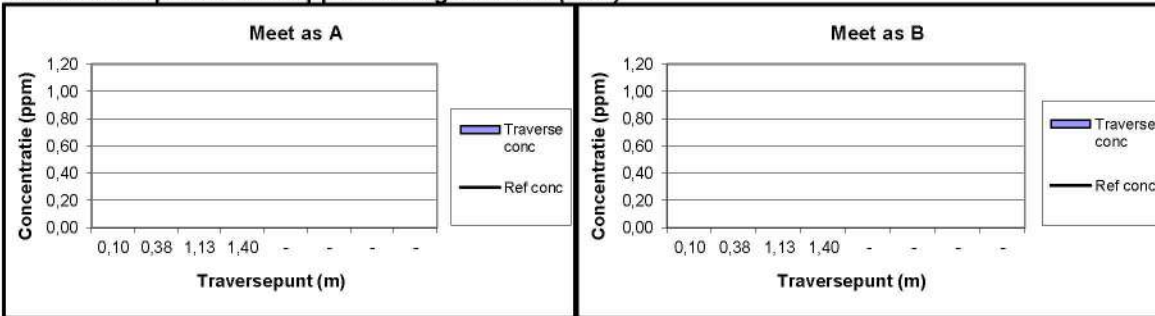 Meet as A
Concentratie (ppm)
1,20
1,00
0,80
0,60
0,40
0,20
0,00
0,10 0,38 1,13 1,40 - - - -
Traversepunt (m)
Traverse
conc
Ref conc
Meet as B
Concentratie (ppm)
1,20
1,00
0,80
0,60
0,40
0,20
0,00
0,10 0,38 1,13 1,40 - - - -
Traversepunt (m)
Traverse
conc
Ref conc